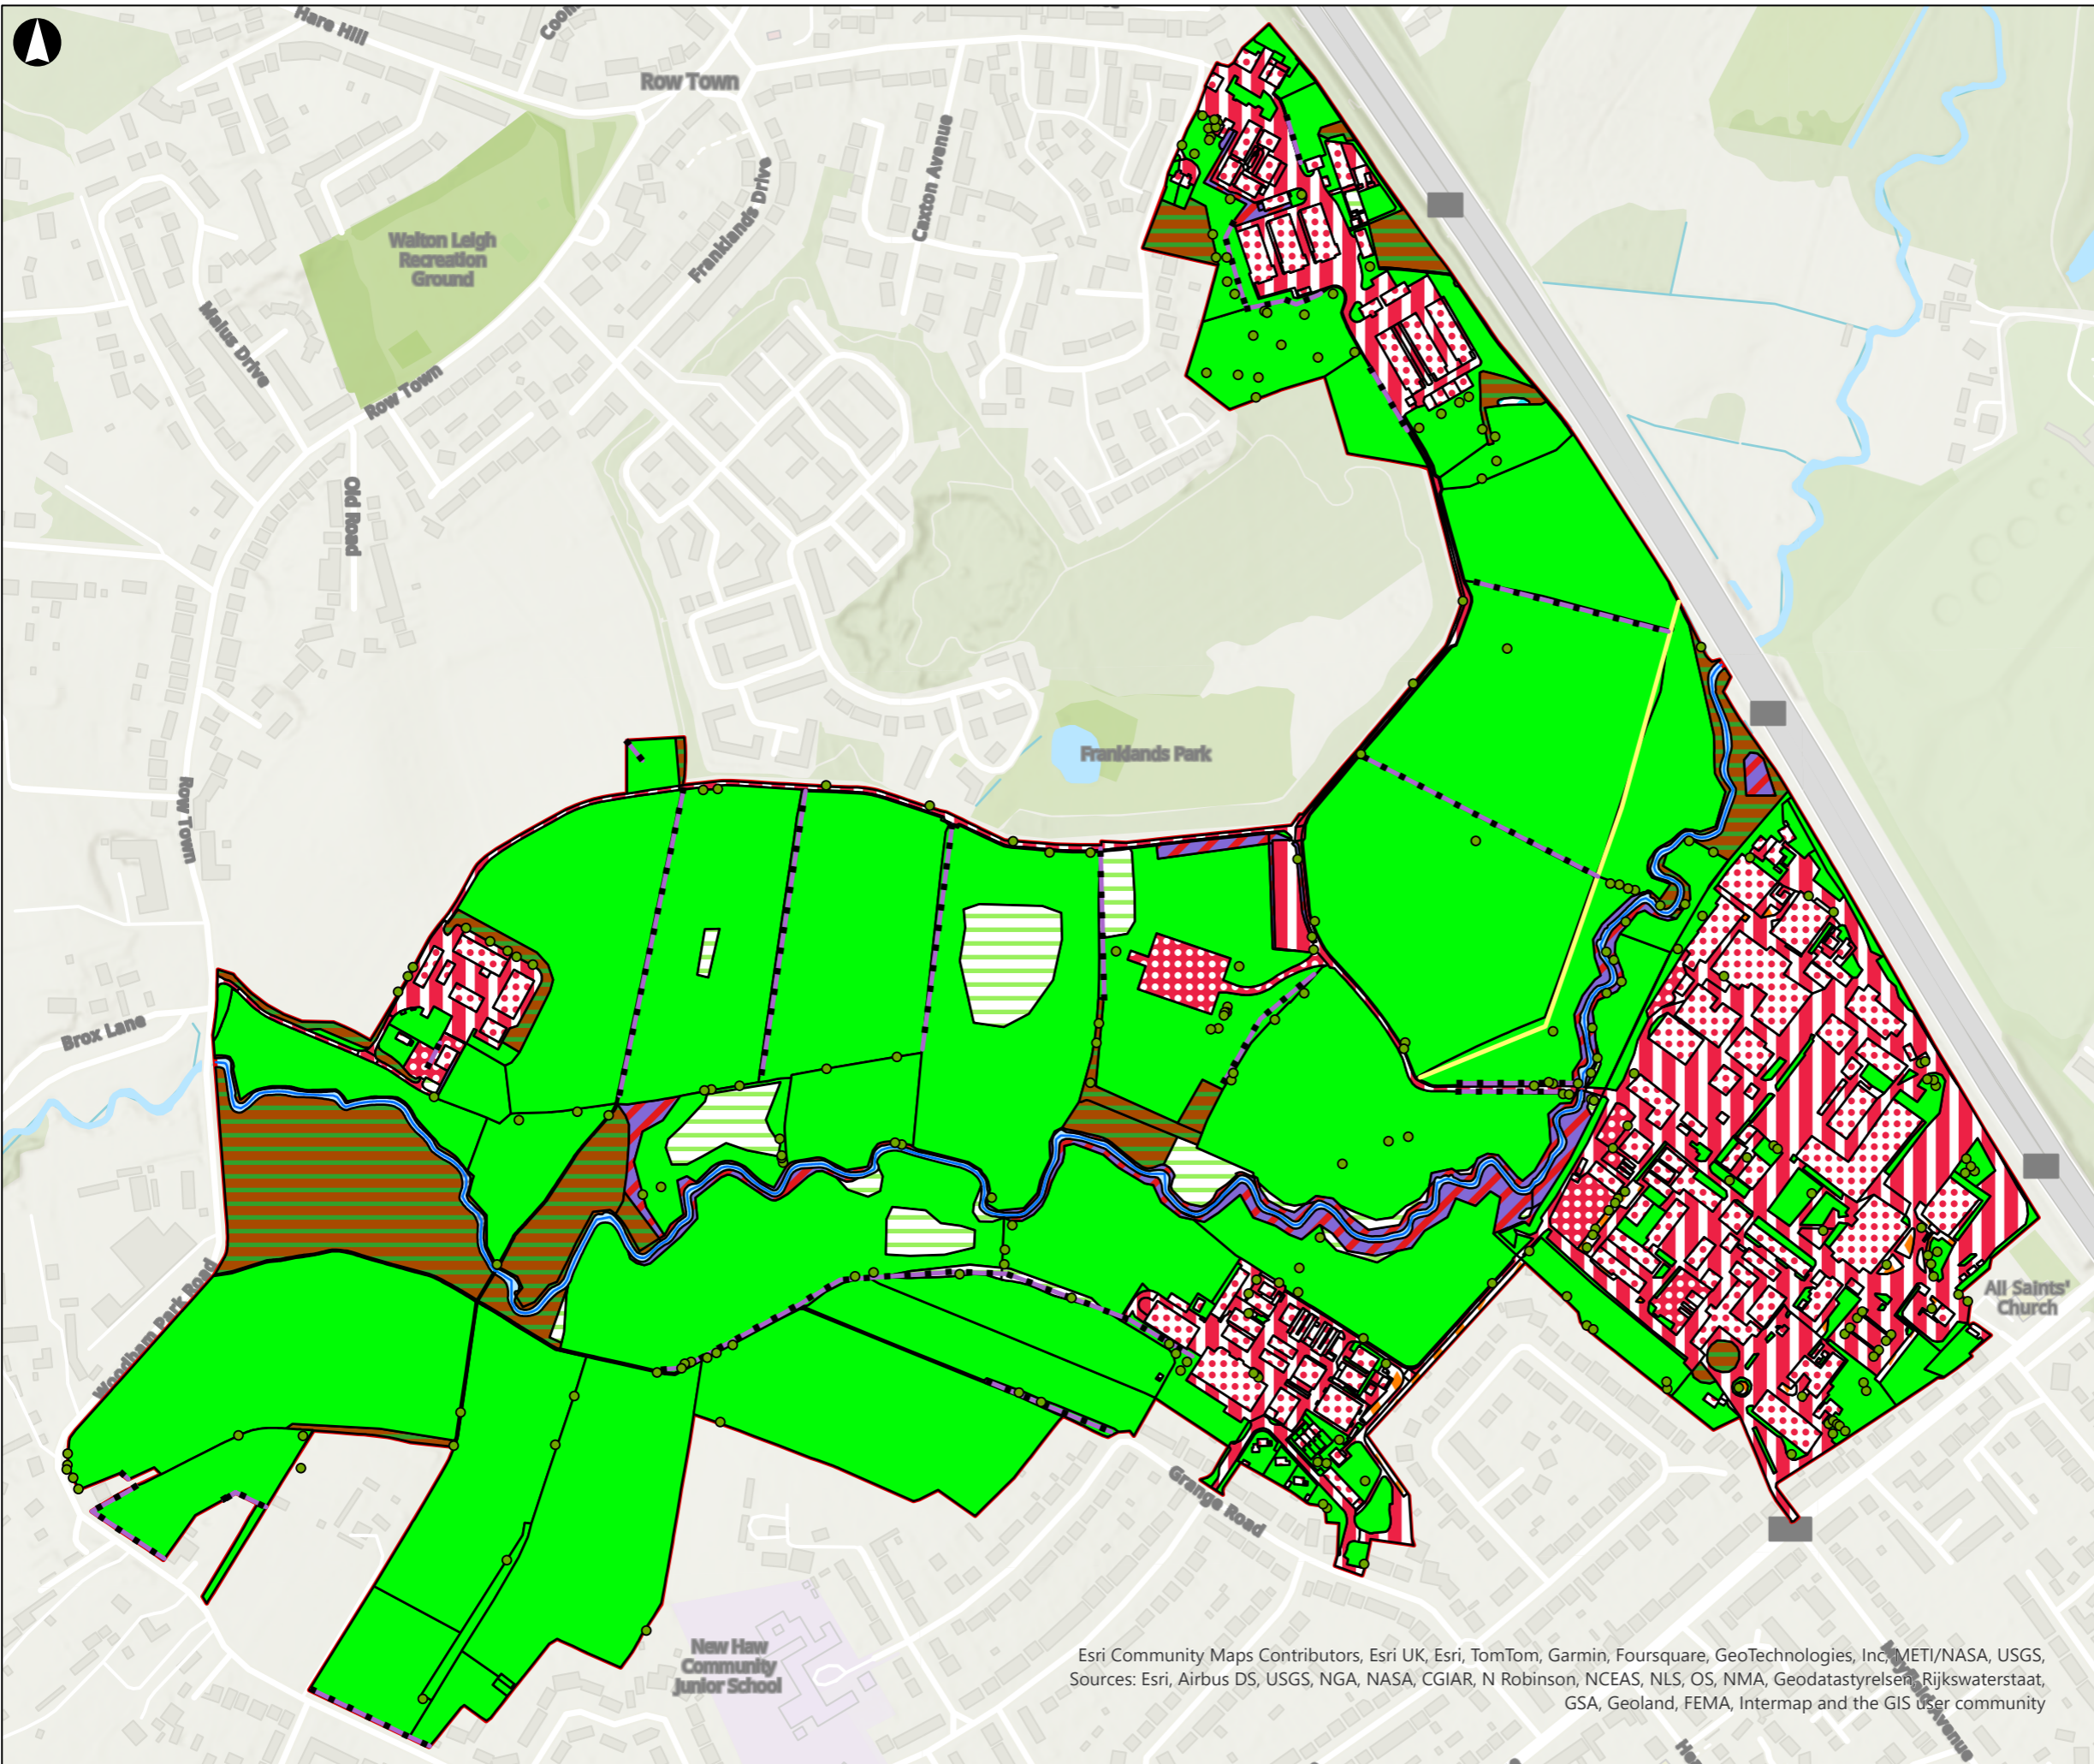 Hare Hill
Row Town
Caxton Avenue
Franklands Drive
Walton Leigh
Recreation
Ground
Malus Drive
Row Town
Old Road
Franklands Park
Row Town
Brox Lane
Woodham Park Road
All Saints'
Church
Grange Road
New Haw
Community
Junior School
Esri Community Maps Contributors, Esri UK, Esri, TomTom, Garmin, Foursquare, GeoTechnologies, Inc, METI/NASA, USGS,
Sources: Esri, Airbus DS, USGS, NGA, NASA, CGIAR, N Robinson, NCEAS, NLS, OS, NMA, Geodatastyrelsen, Rijkswaterstaat,
GSA, Geoland, FEMA, Intermap and the GIS user community
Avenue